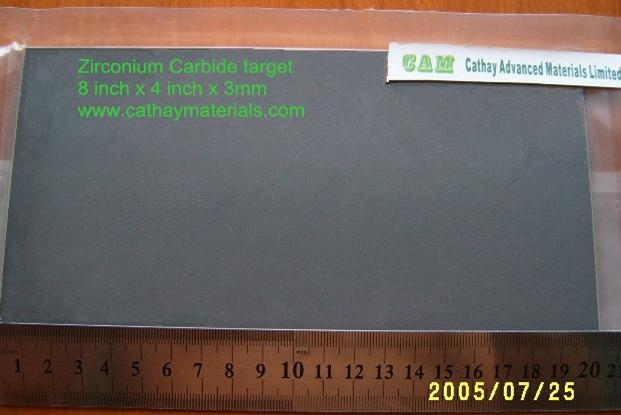 Zirconium Carbide target
8 inch x 4 inch x 3mm
www.cathaymaterials.com
CAM Cathay Advanced Materials Limited
1 2 3 4 5 6 7 8 9 10 11 12 13 14 15 16 17 18 19 20
2005/07/25